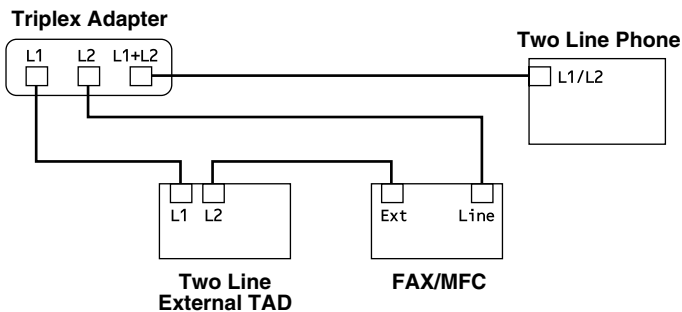 Triplex Adapter
L1 L2 L1+L2
Two Line Phone
L1/L2
L1 L2
Ext Line
Two Line
External TAD
FAX/MFC